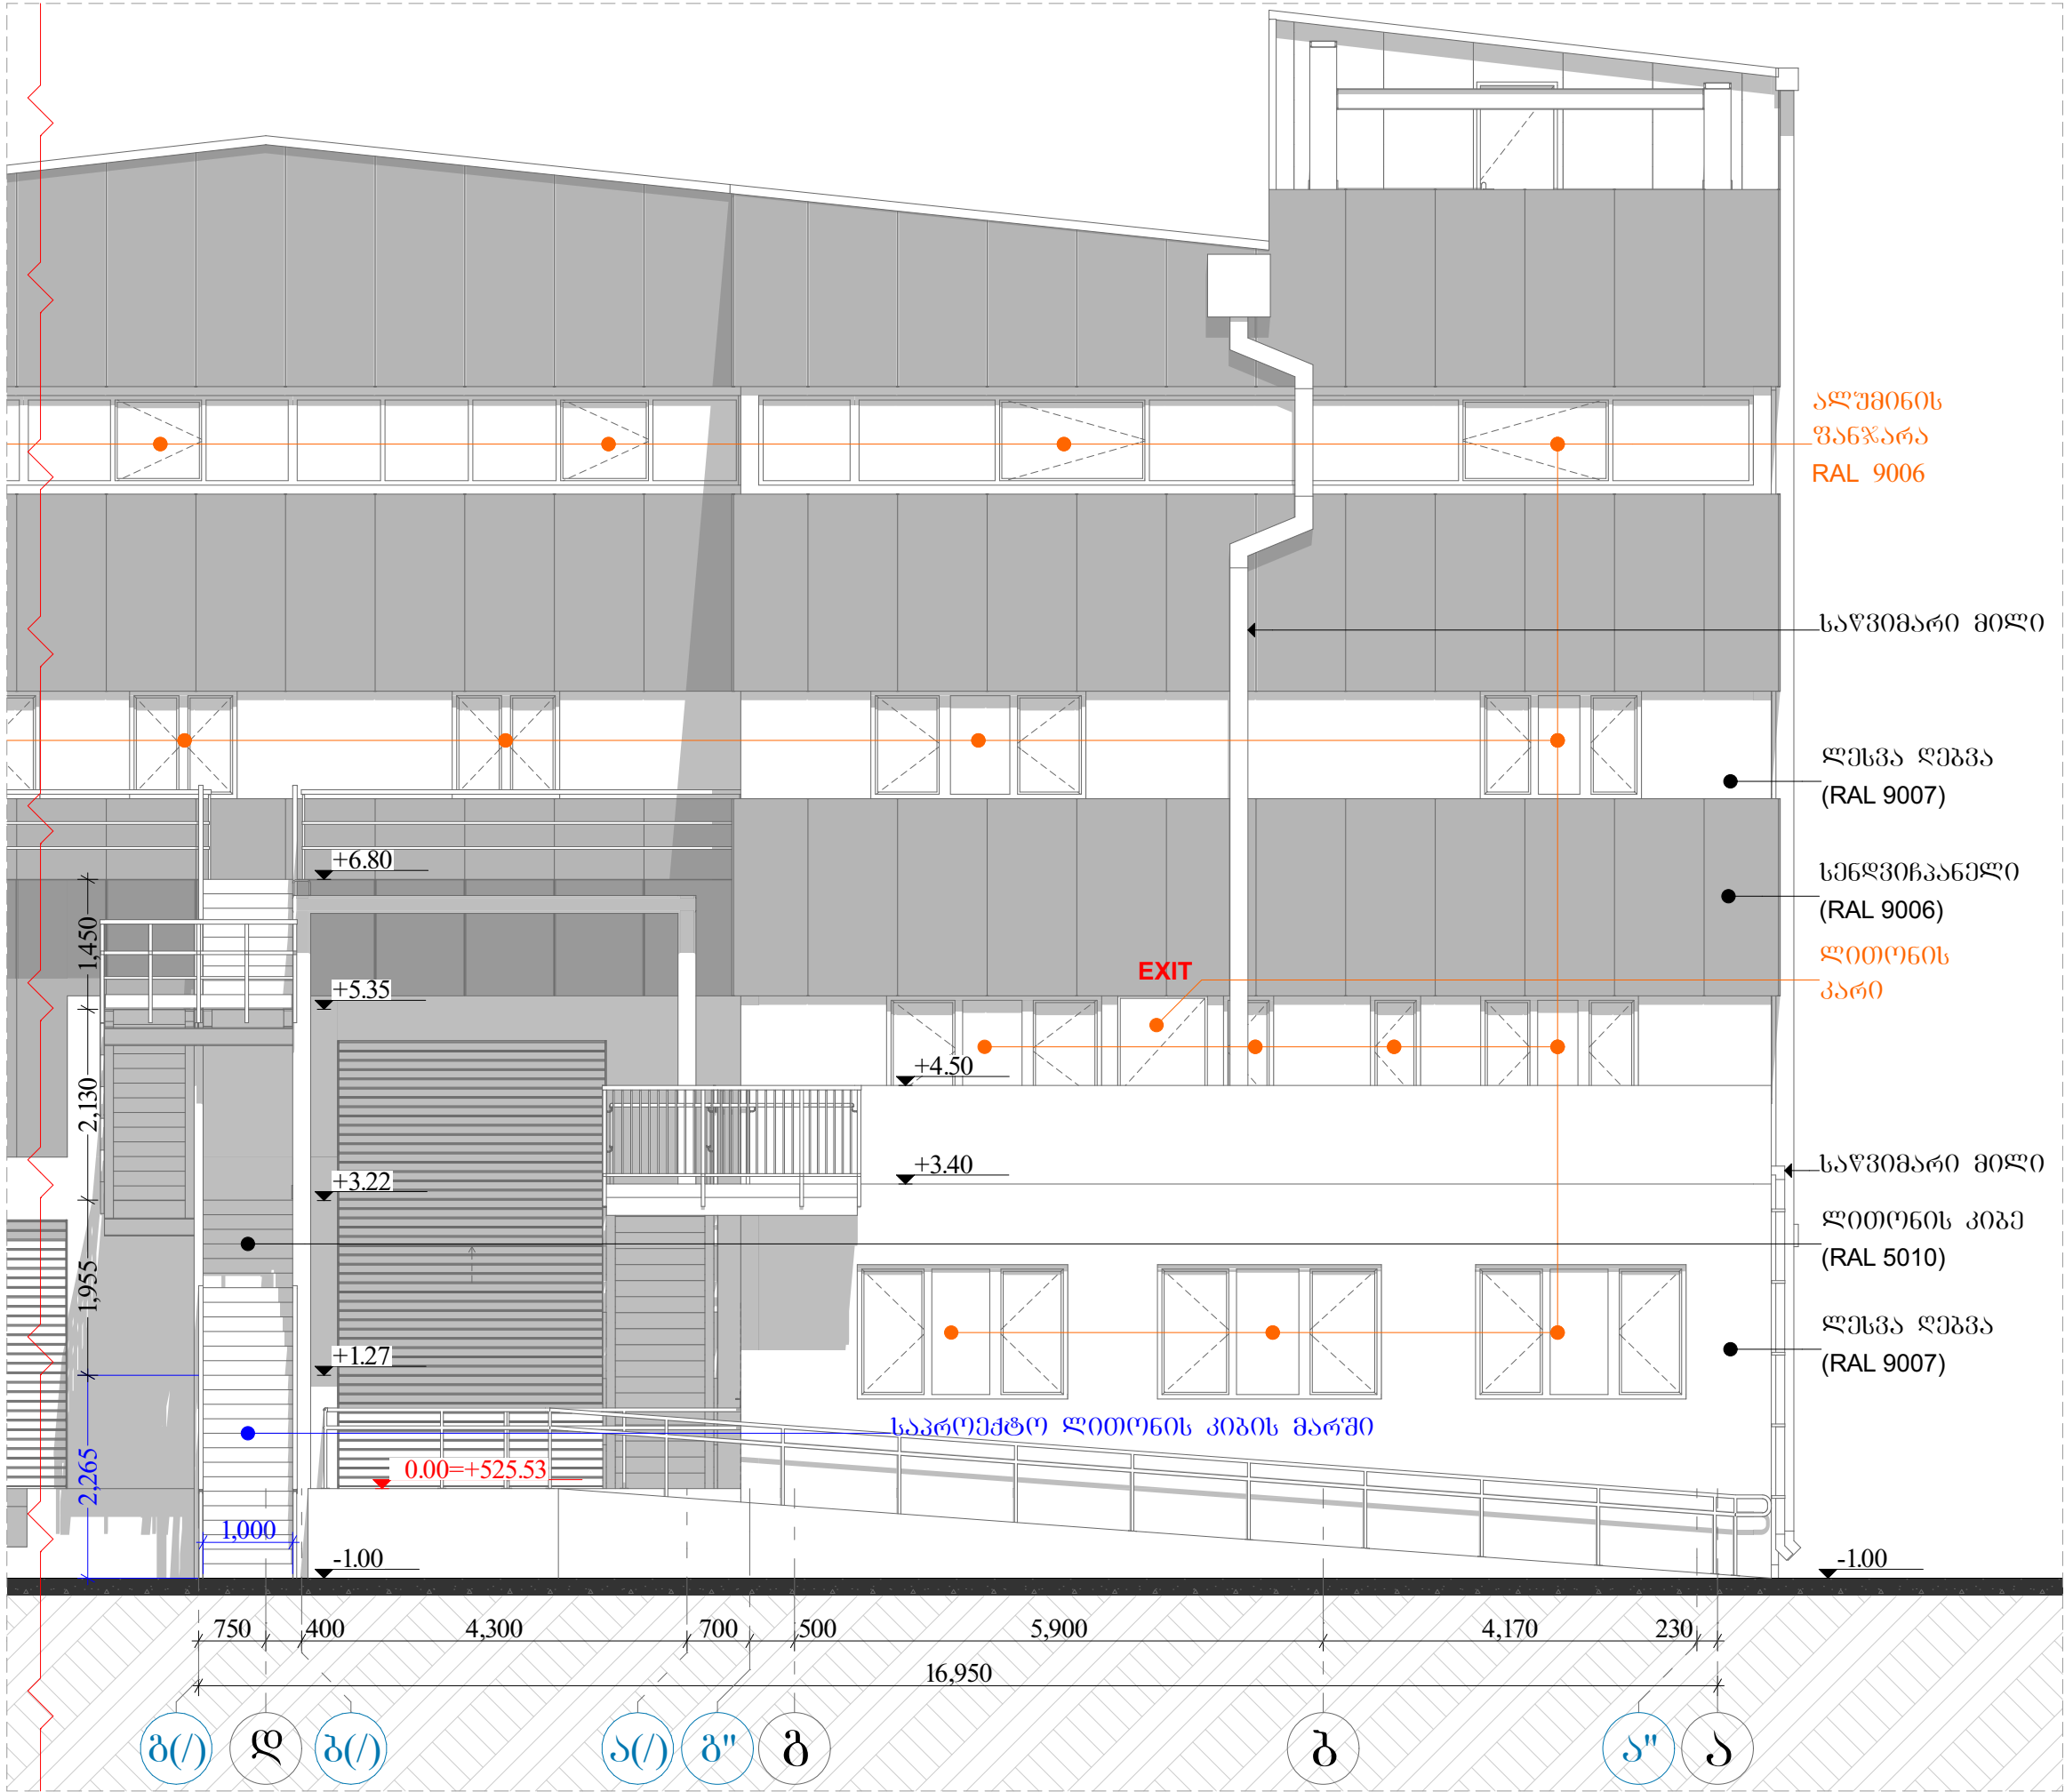 ალუმინის
ფანჯარა
RAL 9006
საწვიმარი მილი
ლესვა ღებვა
(RAL 9007)
+6.80
სენდვიჩპანელი
(RAL 9006)
1,450
ლითონის
კარი
EXIT
+5.35
+4.50
2,130
+3.40
საწვიმარი მილი
+3.22
ლითონის კიბე
(RAL 5010)
1,955
ლესვა ღებვა
(RAL 9007)
+1.27
საპროექტო ლითონის კიბის მარში
0.00=+525.53
2,265
1,000
-1.00
-1.00
750 400 4,300 700 500 5,900 4,170 230
16,950
გ(/) დ ბ(/) ა(/) გ" გ ბ ა" ა